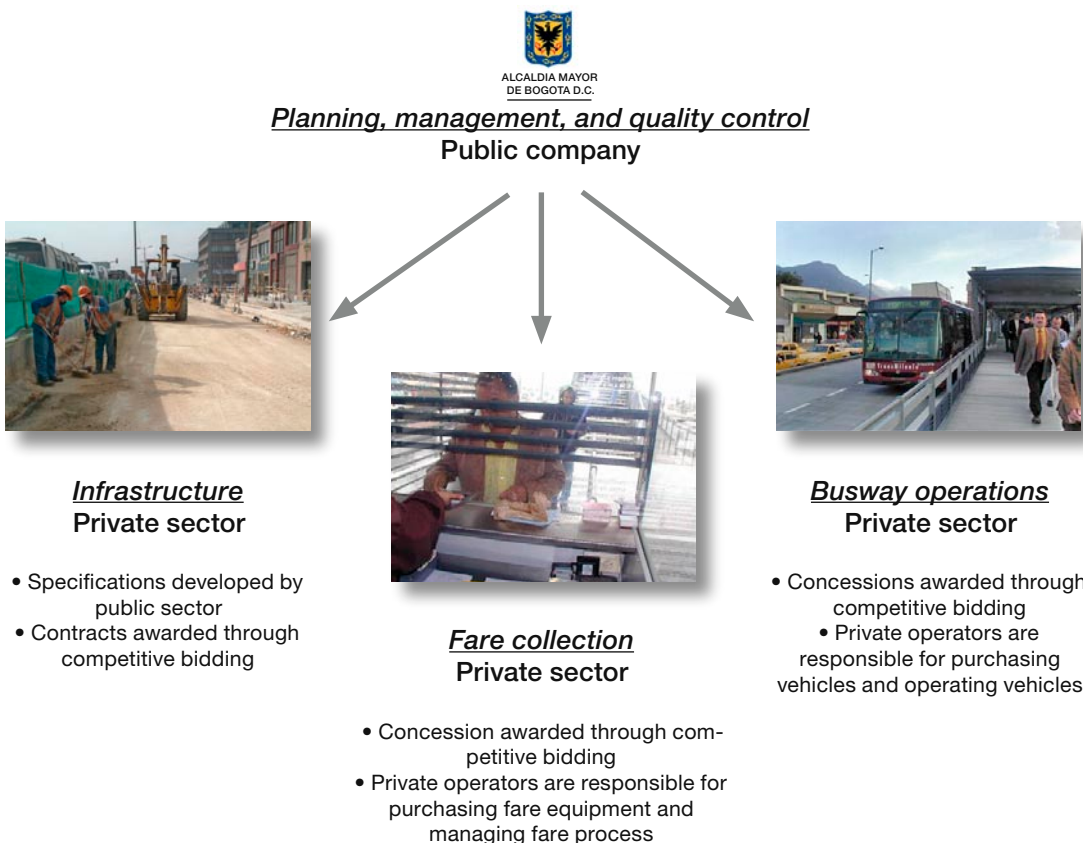 ALCALDIA MAYOR
DE BOGOTA D.C.
Planning, management, and quality control
Public company
Infrastructure
Private sector
• Specifications developed by
public sector
• Contracts awarded through
competitive bidding
Fare collection
Private sector
• Concession awarded through com-
petitive bidding
• Private operators are responsible for
purchasing fare equipment and
managing fare process
TransMilenio
Busway operations
Private sector
• Concessions awarded through
competitive bidding
• Private operators are
responsible for purchasing
vehicles and operating vehicles